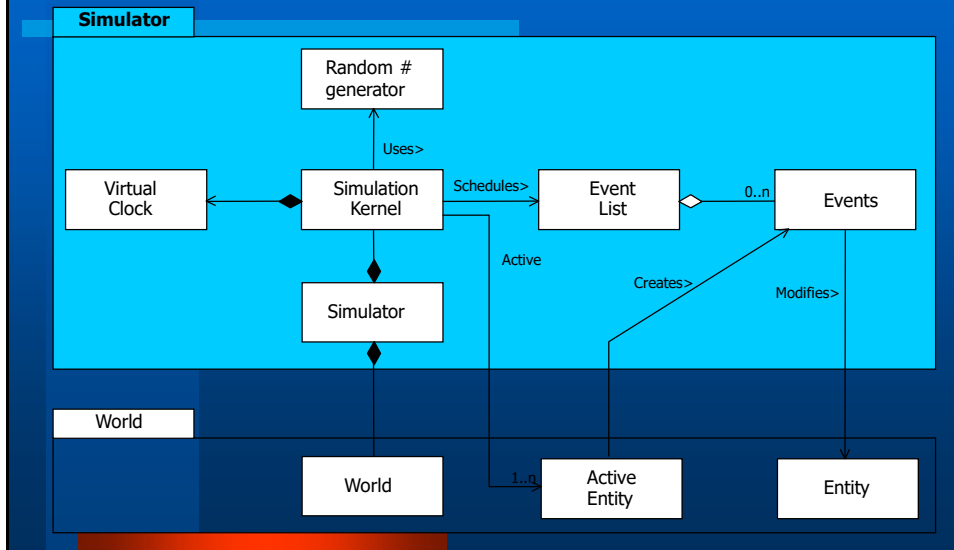 Simulator
Random #
generator
Uses>
Virtual
Clock
Simulation
Kernel
Schedules>
Event
List
0..n
Events
Active
Creates>
Modifies>
Simulator
World
World
1..n
Active
Entity
Entity